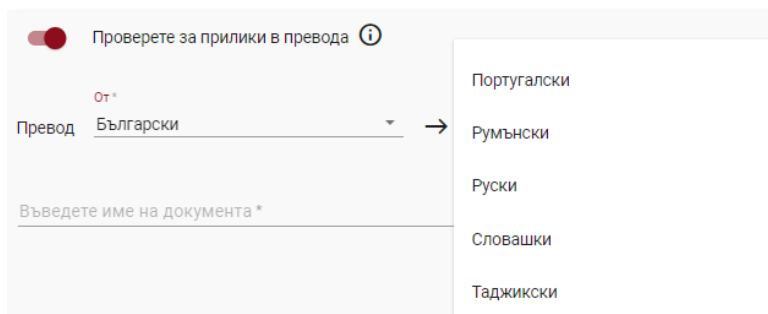 Проверете за прилики в превода
От *
Превод Български
Въведете име на документа *
Португалски
Румънски
Руски
Словашки
Таджикски